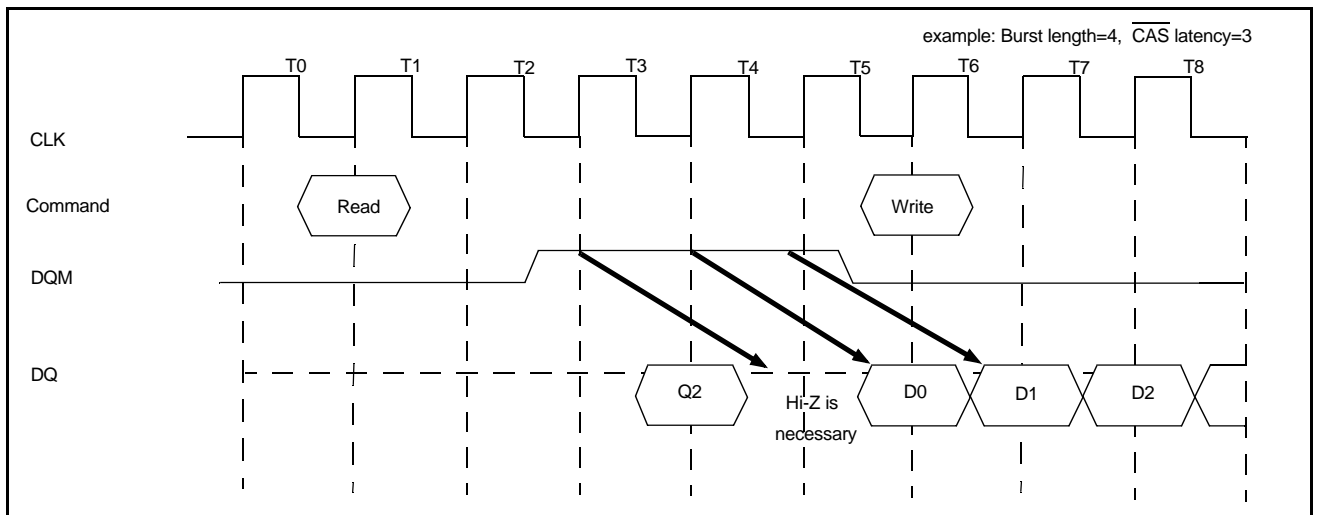 example: Burst length=4, CAS latency=3
T0 T1 T2 T3 T4 T5 T6 T7 T8
CLK
Command Read Write
DQM
DQ Q2 D0 D1 D2
Hi-Z is
necessary